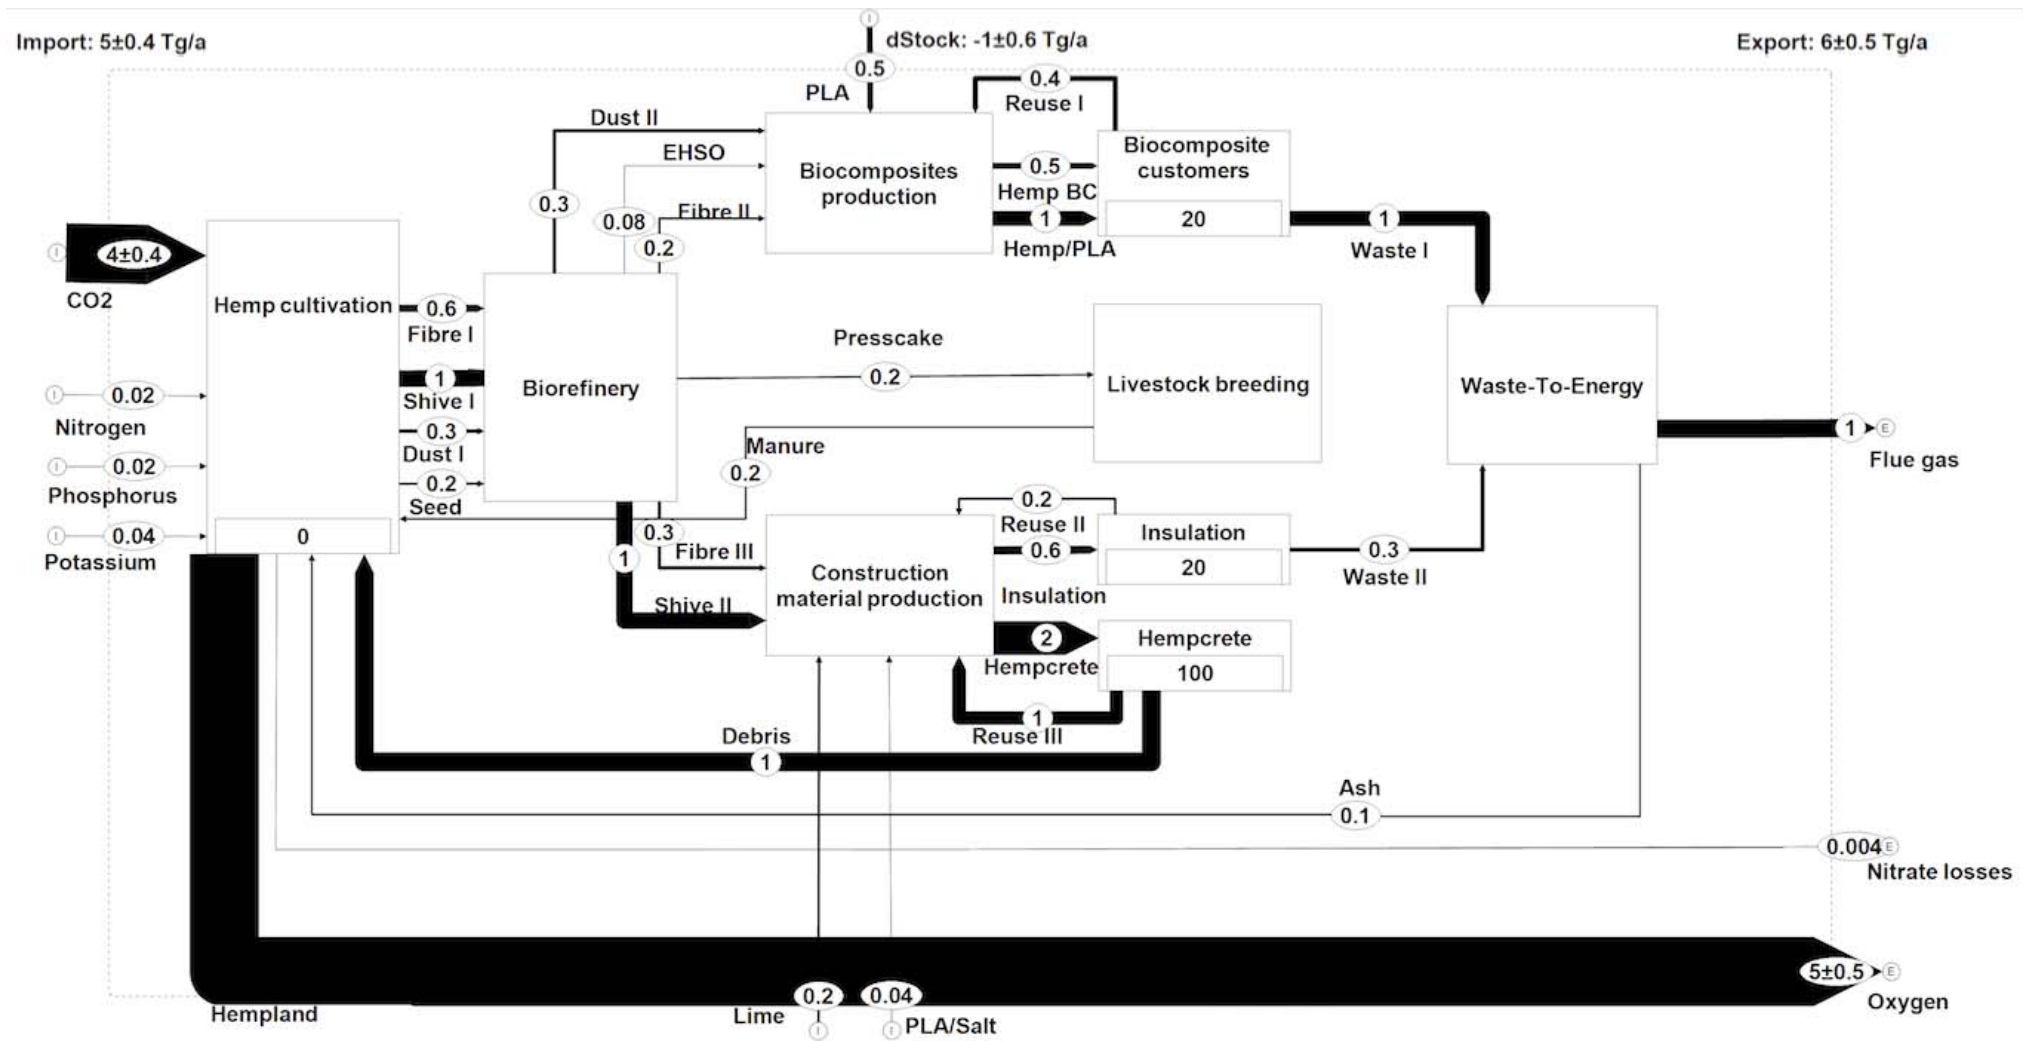 Import: 5±0.4 Tg/a
I
dStock: -1±0.6 Tg/a
Export: 6±0.5 Tg/a
0.5
PLA
0.4
Reuse I
Dust II
EHSO
Fibre II
0.3
0.08
0.2
Biocomposites
production
0.5
Hemp BC
1
Hemp/PLA
Biocomposite
customers
20
1
Waste I
I
4±0.4
CO2
Hemp cultivation
0.6
Fibre I
1
Shive I
0.3
Dust I
0.2
Seed
Biorefinery
Presscake
0.2
Livestock breeding
Waste-To-Energy
I
0.02
Nitrogen
I
0.02
Phosphorus
I
0.04
Potassium
0
Manure
0.2
1
E
Flue gas
0.3
Fibre III
1
Shive II
Construction
material production
0.2
Reuse II
0.6
Insulation
Insulation
20
0.3
Waste II
2
Hempcrete
Hempcrete
100
1
Reuse III
Debris
1
Ash
0.1
0.004
E
Nitrate losses
5±0.5
E
Oxygen
Hempland
0.2
Lime
I
0.04
I
PLA/Salt